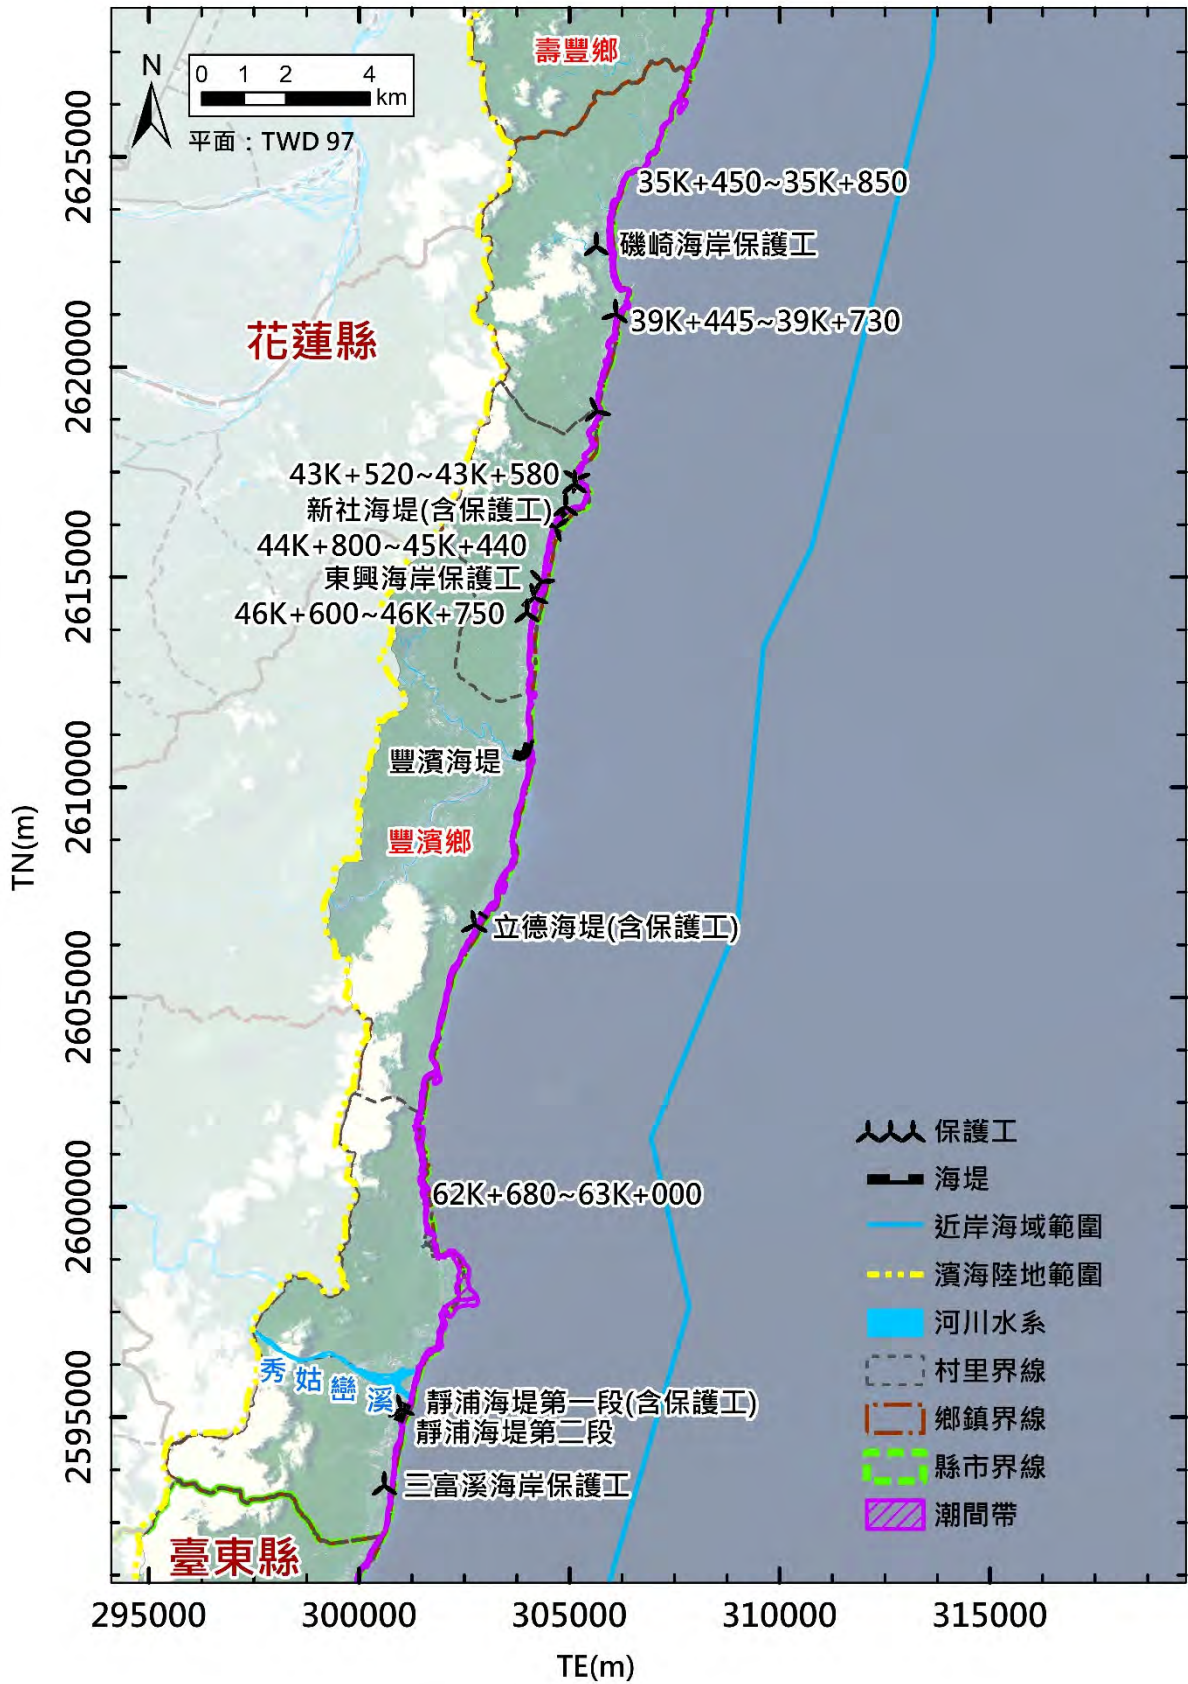 壽豐鄉
N
0 1 2 4
km
平面：TWD 97
35K+450~35K+850
磯崎海岸保護工
39K+445~39K+730
花蓮縣
43K+520~43K+580
新社海堤(含保護工)
44K+800~45K+440
東興海岸保護工
46K+600~46K+750
豐濱海堤
豐濱鄉
立德海堤(含保護工)
62K+680~63K+000
秀姑巒溪
靜浦海堤第一段(含保護工)
靜浦海堤第二段
三富溪海岸保護工
臺東縣
保護工
海堤
近岸海域範圍
濱海陸地範圍
河川水系
村里界線
鄉鎮界線
縣市界線
潮間帶
TN(m)
2625000
2620000
2615000
2610000
2605000
2600000
2595000
295000 300000 305000 310000 315000
TE(m)